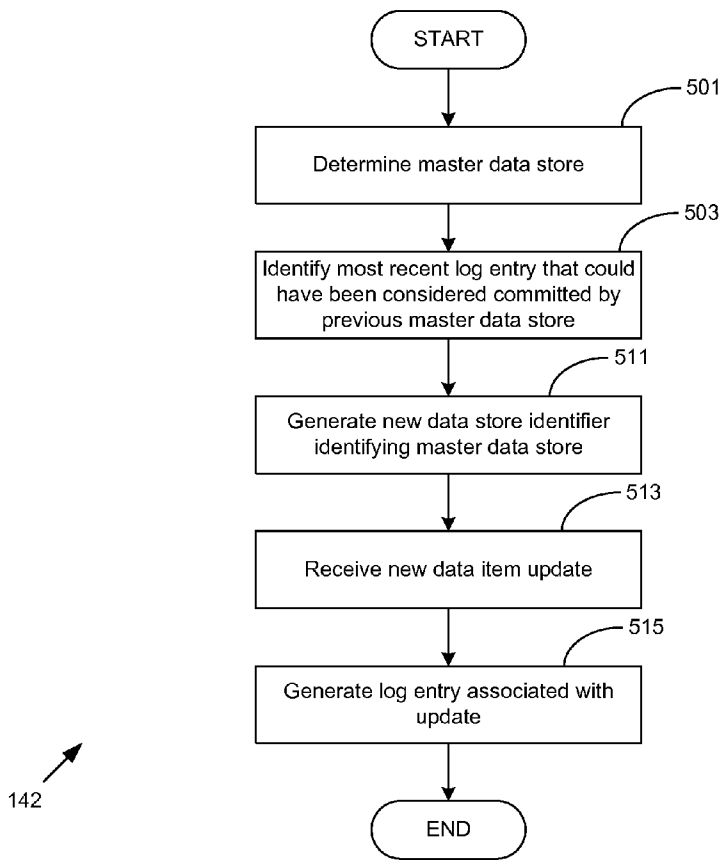 START
501
Determine master data store
503
Identify most recent log entry that could
have been considered committed by
previous master data store
511
Generate new data store identifier
identifying master data store
513
Receive new data item update
515
Generate log entry associated with
update
142
END